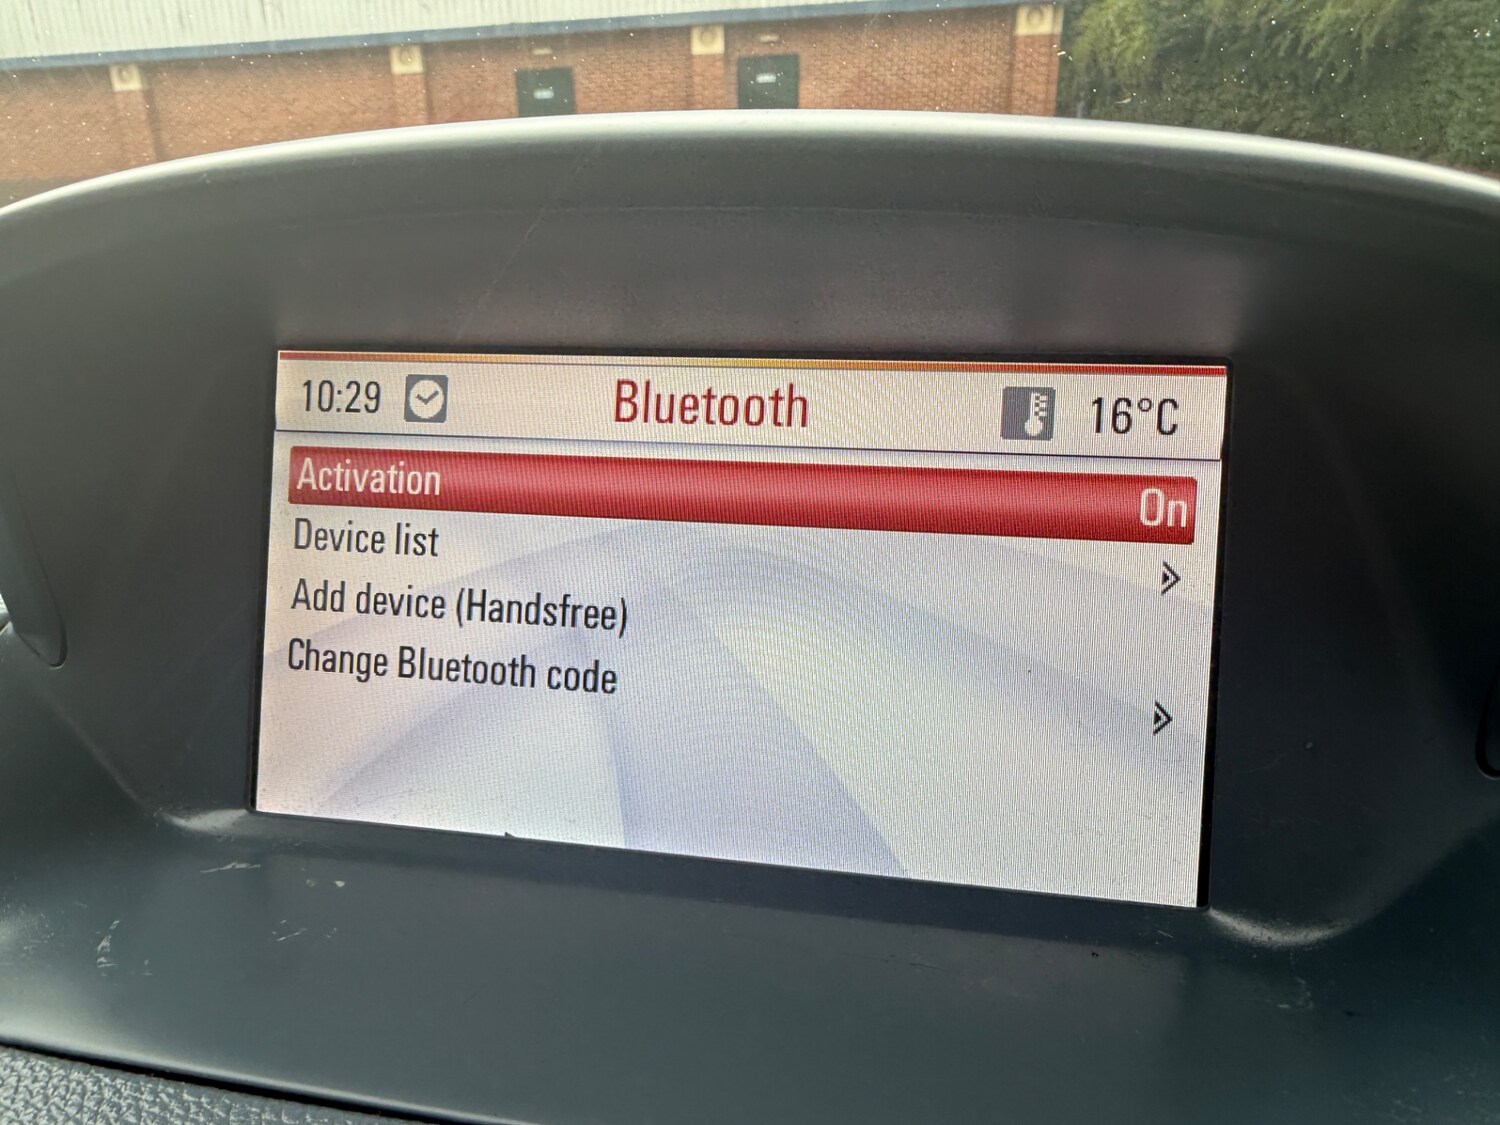 10:29 Bluetooth 16°C
Activation On
Device list
Add device (Handsfree)
Change Bluetooth code